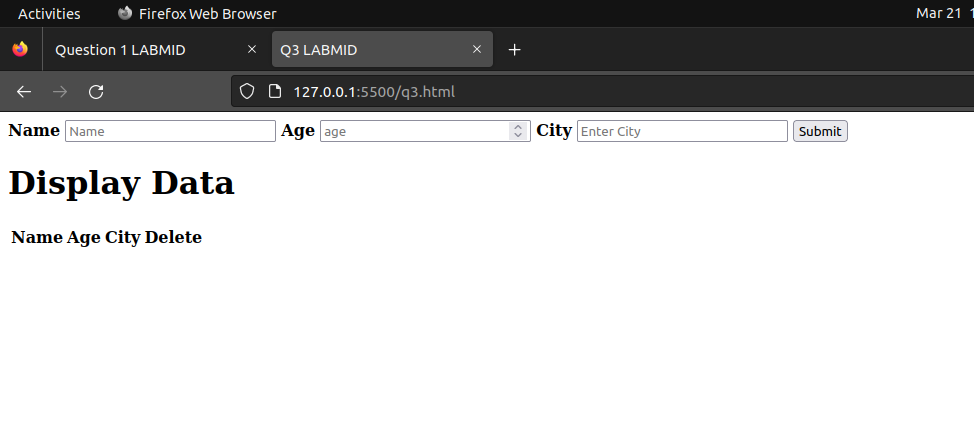 Activities Firefox Web Browser Mar 21
Question 1 LABMID Q3 LABMID
127.0.0.1:5500/q3.html
Name Name Age age City Enter City Submit
Display Data
Name Age City Delete